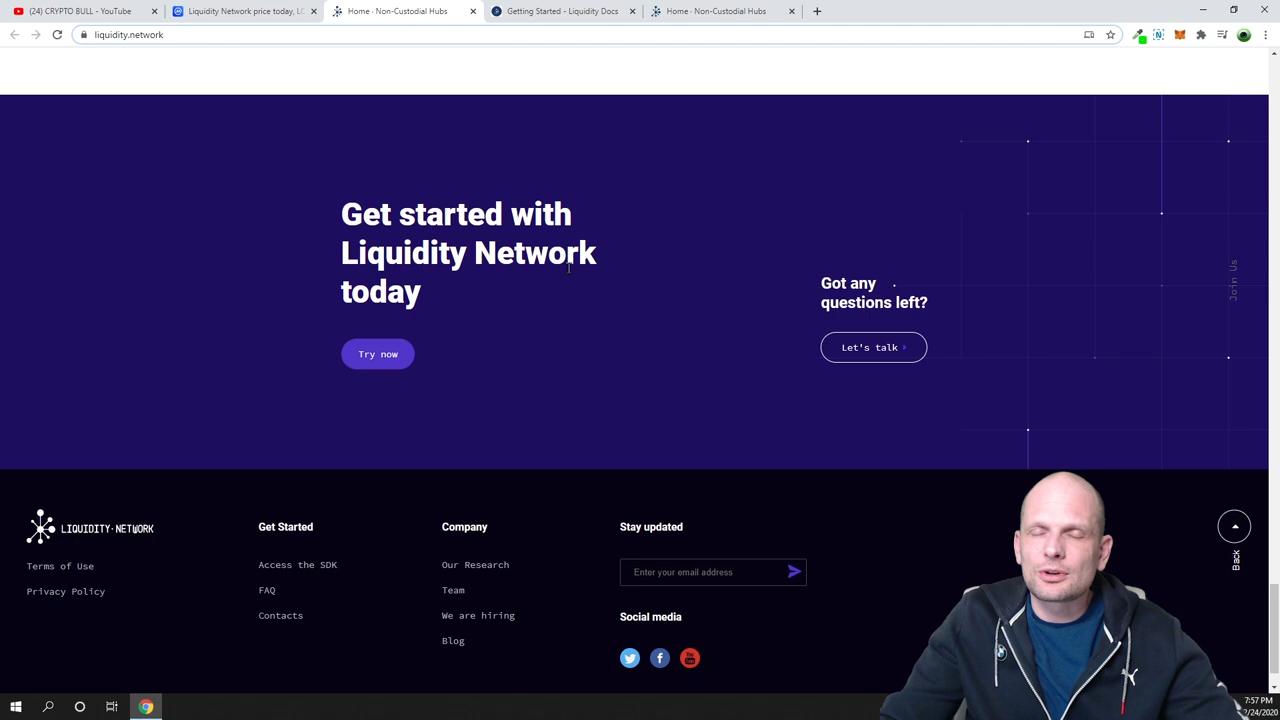 (24) CRYPTO BULL - YouTube
Liquidity Network price today, LC
Home · Non-Custodial Hubs
Getting Started - Liquidity Docs
Home · Non-Custodial Hubs
liquidity.network
Get started with
Liquidity Network
today
Try now
Got any
questions left?
Let's talk
Join Us
LIQUIDITY·NETWORK
Terms of Use
Privacy Policy
Get Started
Access the SDK
FAQ
Contacts
Company
Our Research
Team
We are hiring
Blog
Stay updated
Enter your email address
Social media
Back
7:57 PM
/24/2020